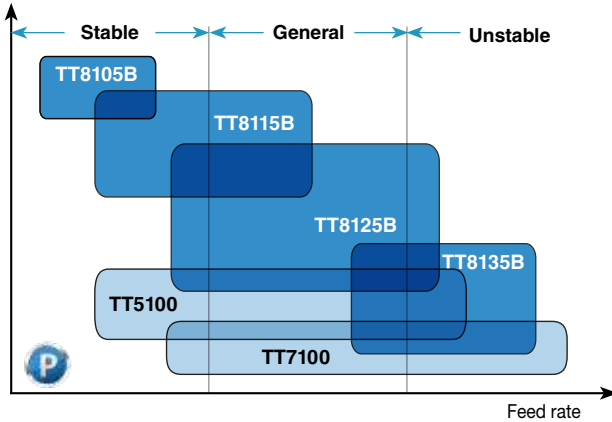 Stable General Unstable
TT8105B
TT8115B
TT8125B
TT8135B
TT5100
TT7100
P
Feed rate